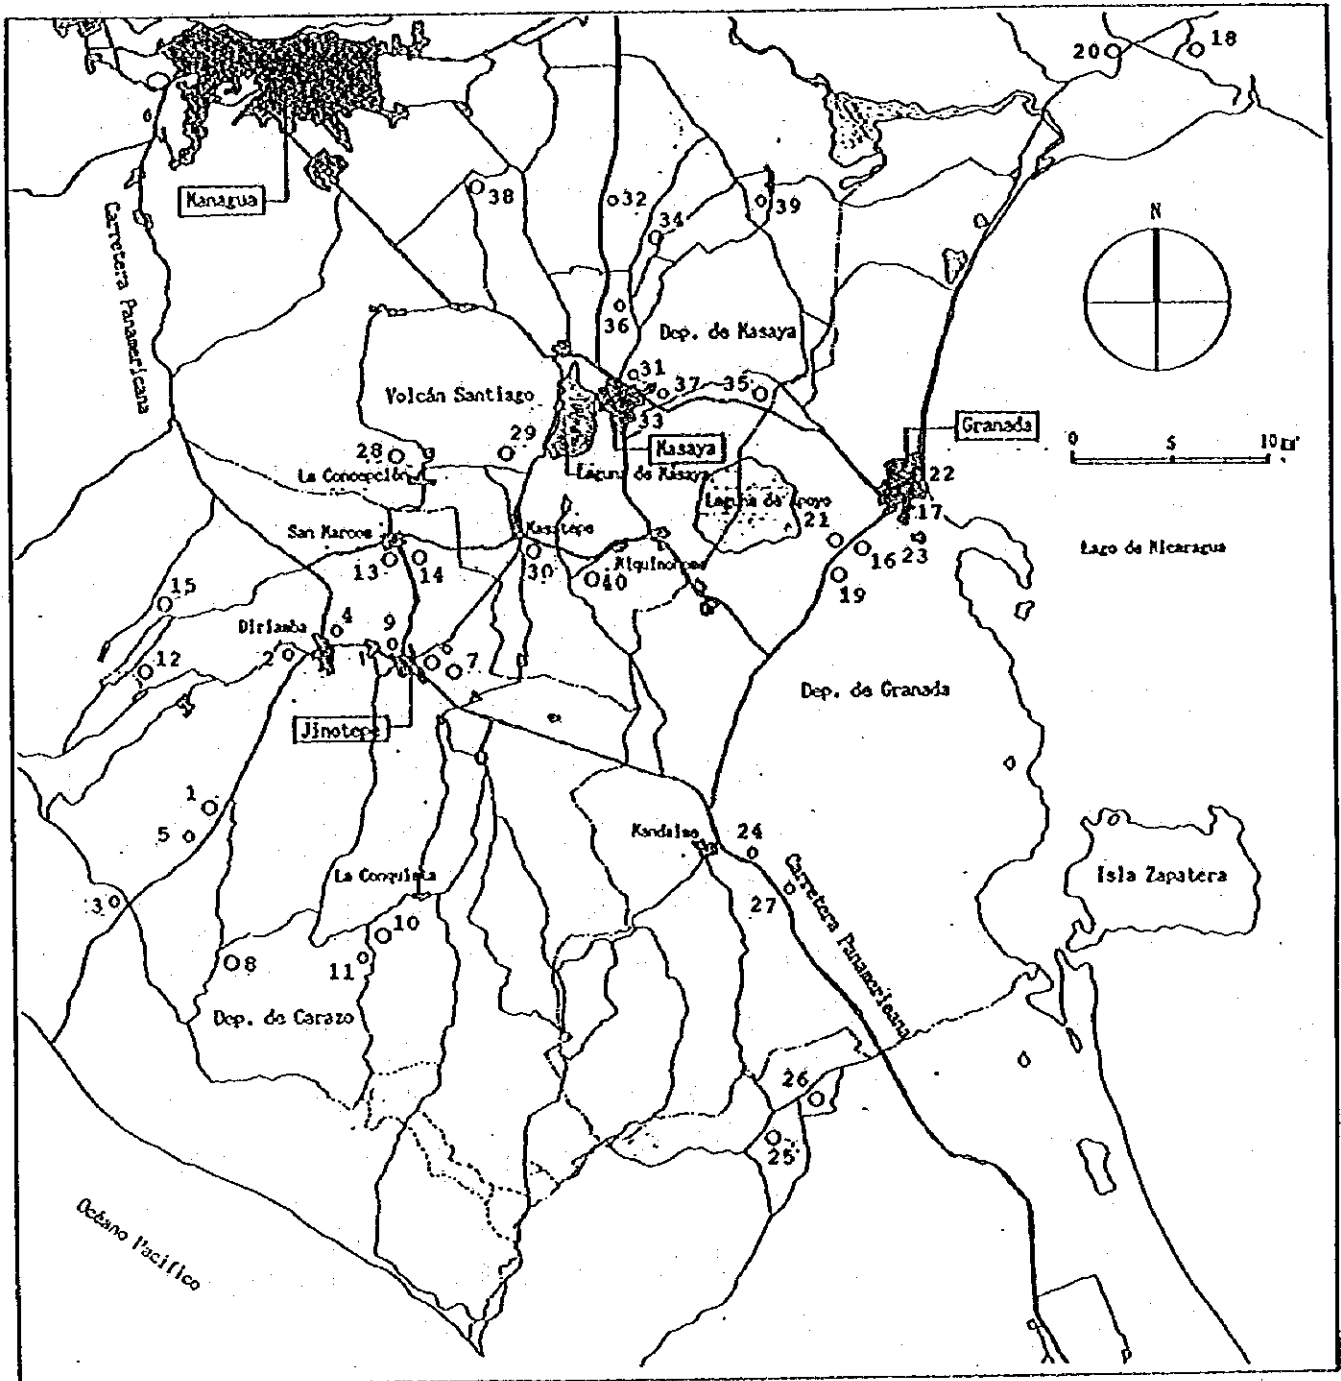 20
18
Managua
38
32
39
34
N
Carretera Panamericana
36
Dep. de Masaya
31
37
35
Volcán Santiago
33
Granada
0 5 10
28
29
Masaya
La Concepción
Laguna de Masaya
22
Laguna de Apoyo
17
21
San Marcos
Masatepe
23
16
Lago de Nicaragua
13
14
30
40
19
15
4
9
Diriamba
2
12
7
Dep. de Granada
Jinotepe
1
5
24
Isla Zapatera
La Conquista
3
27
Carretera Panamericana
10
8
11
Dep. de Carazo
26
25
Océano Pacífico